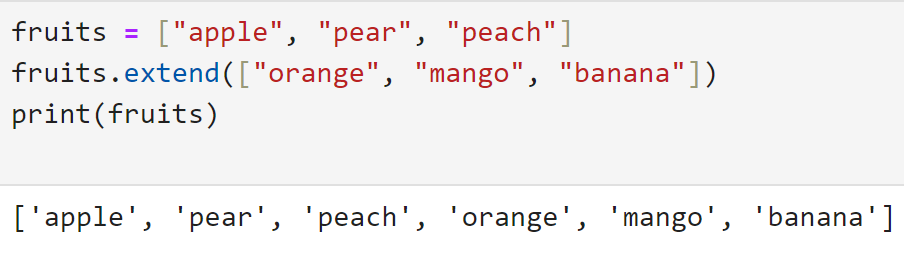 fruits = ["apple", "pear", "peach"]
fruits.extend(["orange", "mango", "banana"])
print(fruits)
['apple', 'pear', 'peach', 'orange', 'mango', 'banana']